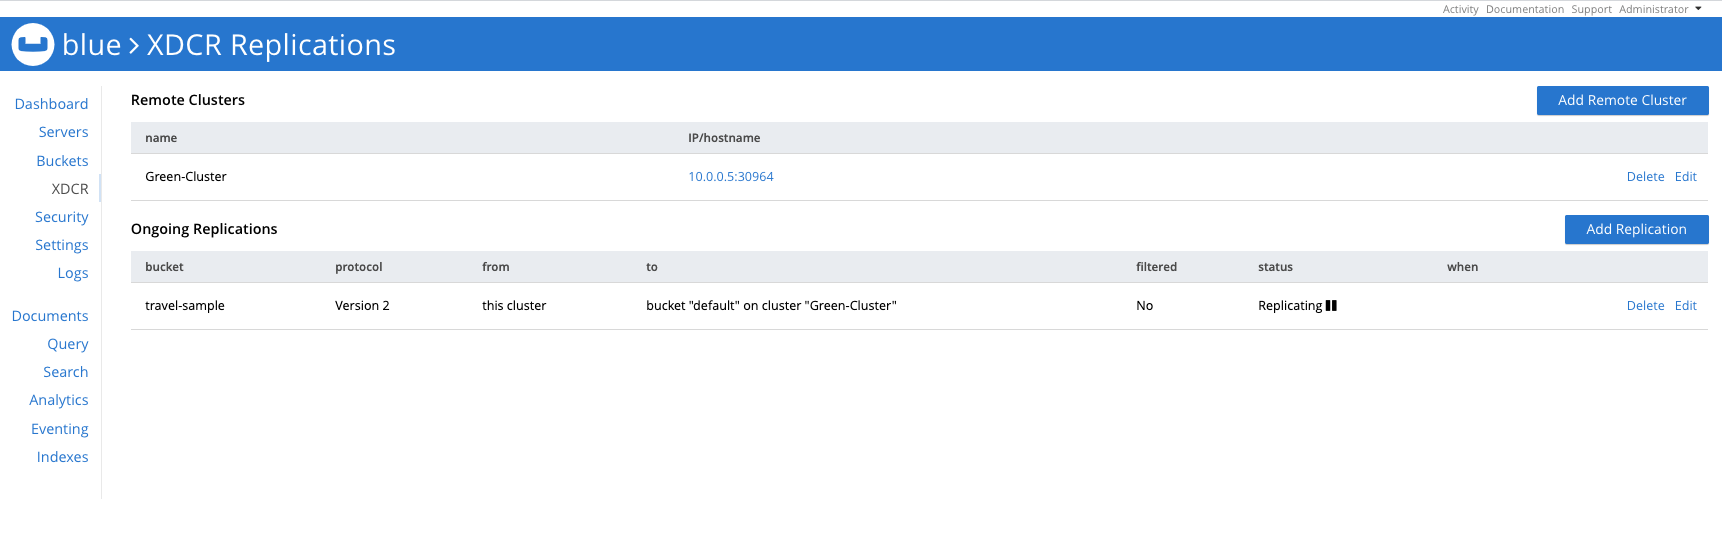 Activity Documentation Support Administrator
blue > XDCR Replications
Dashboard
Servers
Buckets
XDCR
Security
Settings
Logs
Documents
Query
Search
Analytics
Eventing
Indexes
Remote Clusters Add Remote Cluster
name IP/hostname
Green-Cluster 10.0.0.5:30964 Delete Edit
Ongoing Replications Add Replication
bucket protocol from to filtered status when
travel-sample Version 2 this cluster bucket "default" on cluster "Green-Cluster" No Replicating Delete Edit